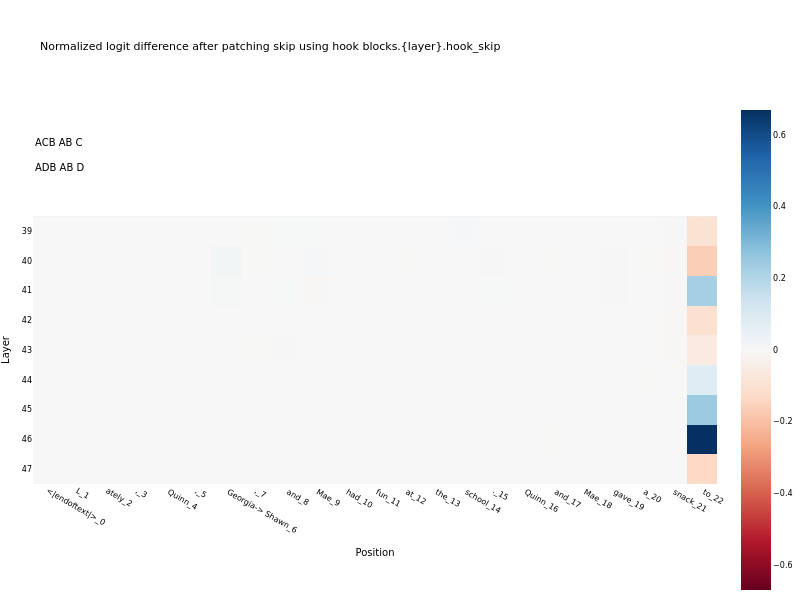 Normalized logit difference after patching skip using hook blocks.{layer}.hook_skip
ACB AB C
ADB AB D
Layer
39
40
41
42
43
44
45
46
47
<|endoftext|>_0
L_1
ately_2
,_3
Quinn_4
,_5
Georgia-> Shawn_6
,_7
and_8
Mae_9
had_10
fun_11
at_12
the_13
school_14
._15
Quinn_16
and_17
Mae_18
gave_19
a_20
snack_21
to_22
Position
0.6
0.4
0.2
0
−0.2
−0.4
−0.6